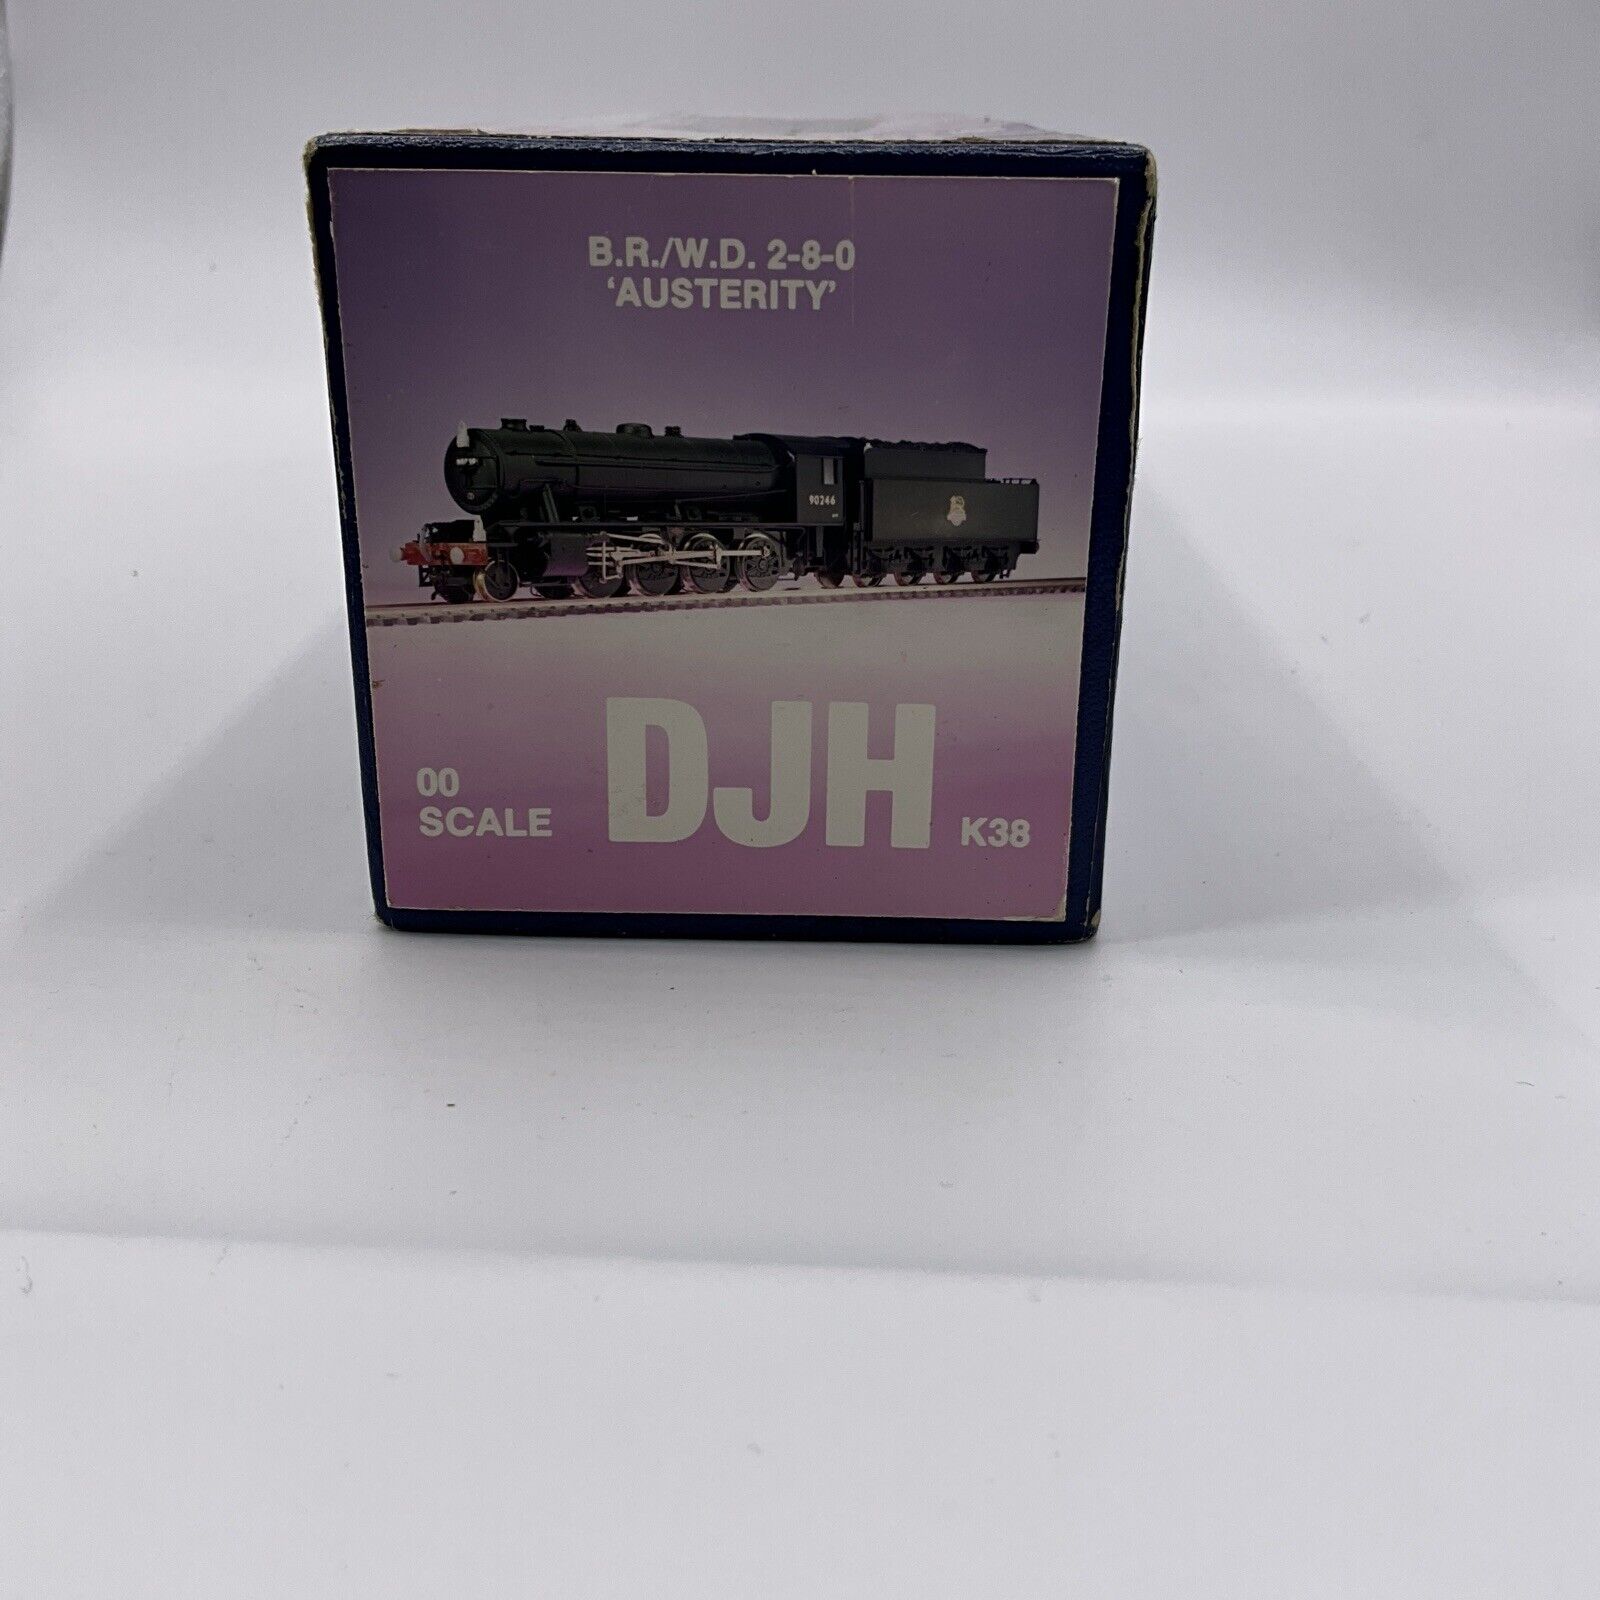 B.R./W.D. 2-8-0
‘AUSTERITY’
90246
00
SCALE
DJH
K38